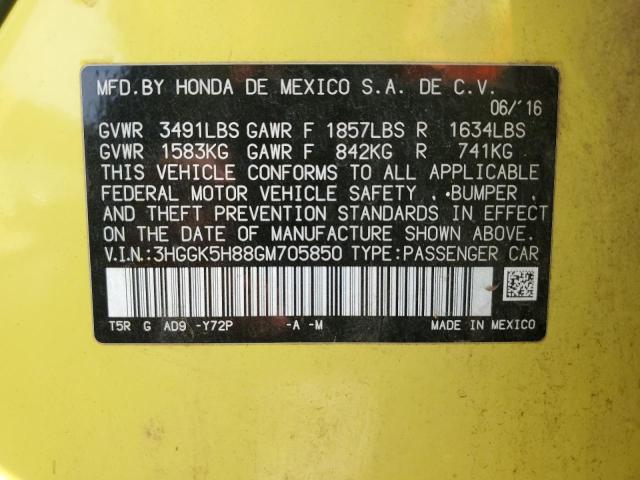 MFD.BY HONDA DE MEXICO S.A. DE C.V.
06/'16
GVWR 3491LBS GAWR F 1857LBS R 1634LBS
GVWR 1583KG GAWR F 842KG R 741KG
THIS VEHICLE CONFORMS TO ALL APPLICABLE
FEDERAL MOTOR VEHICLE SAFETY , •BUMPER ,
AND THEFT PREVENTION STANDARDS IN EFFECT
ON THE DATE OF MANUFACTURE SHOWN ABOVE.
V.I.N.:3HGGK5H88GM705850 TYPE:PASSENGER CAR
T5R G AD9 -Y72P -A -M MADE IN MEXICO